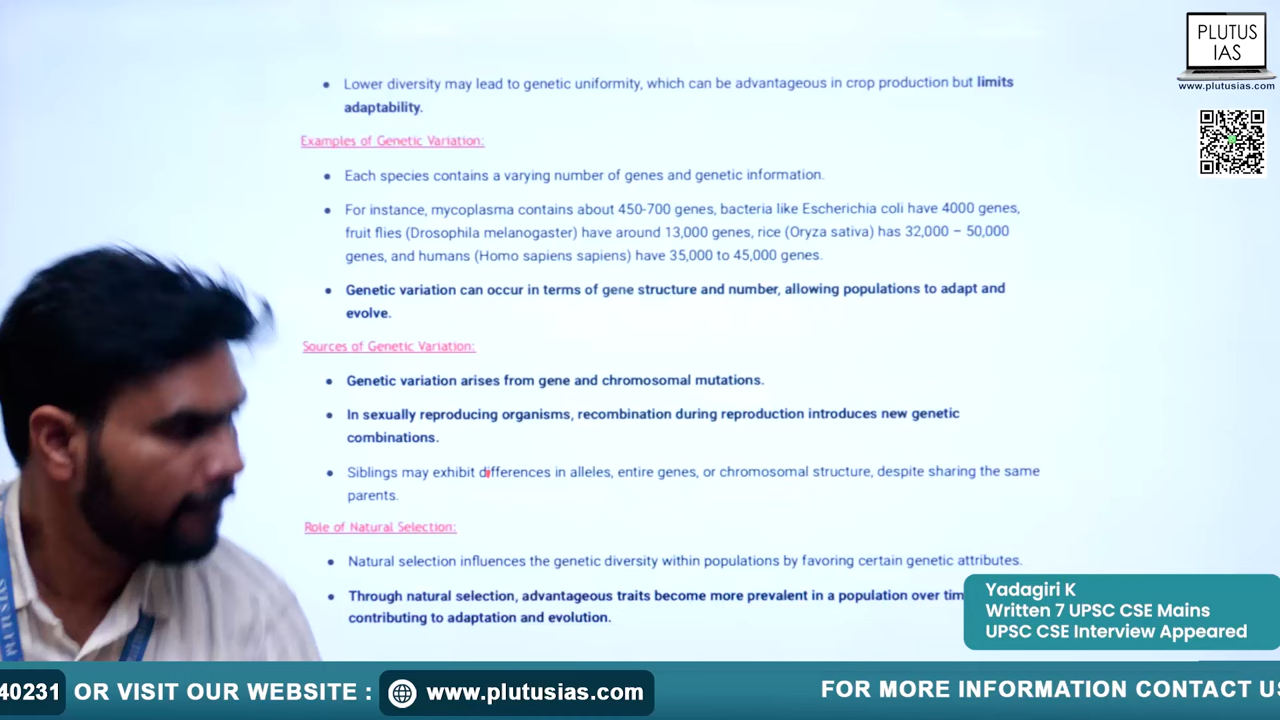 PLUTUS
IAS
www.plutusias.com
Lower diversity may lead to genetic uniformity, which can be advantageous in crop production but limits
adaptability.
Examples of Genetic Variation:
Each species contains a varying number of genes and genetic information.
For instance, mycoplasma contains about 450-700 genes, bacteria like Escherichia coli have 4000 genes,
fruit flies (Drosophila melanogaster) have around 13,000 genes, rice (Oryza sativa) has 32,000 – 50,000
genes, and humans (Homo sapiens sapiens) have 35,000 to 45,000 genes.
Genetic variation can occur in terms of gene structure and number, allowing populations to adapt and
evolve.
Sources of Genetic Variation:
Genetic variation arises from gene and chromosomal mutations.
In sexually reproducing organisms, recombination during reproduction introduces new genetic
combinations.
Siblings may exhibit differences in alleles, entire genes, or chromosomal structure, despite sharing the same
parents.
Role of Natural Selection:
Natural selection influences the genetic diversity within populations by favoring certain genetic attributes.
Through natural selection, advantageous traits become more prevalent in a population over tim
contributing to adaptation and evolution.
Yadagiri K
Written 7 UPSC CSE Mains
UPSC CSE Interview Appeared
40231 OR VISIT OUR WEBSITE : www.plutusias.com FOR MORE INFORMATION CONTACT US